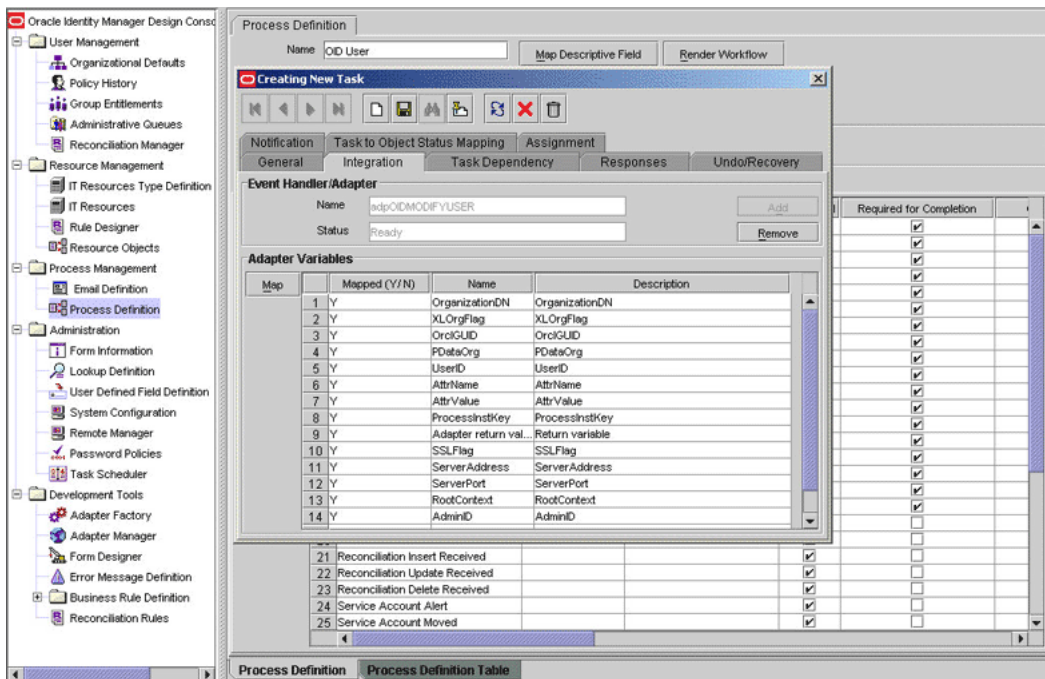 Oracle Identity Manager Design Conso
User Management
Organizational Defaults
Policy History
Group Entitlements
Administrative Queues
Reconciliation Manager
Resource Management
IT Resources Type Definition
IT Resources
Rule Designer
Resource Objects
Process Management
Email Definition
Process Definition
Administration
Form Information
Lookup Definition
User Defined Field Definition
System Configuration
Remote Manager
Password Policies
Task Scheduler
Development Tools
Adapter Factory
Adapter Manager
Form Designer
Error Message Definition
Business Rule Definition
Reconciliation Rules
Process Definition
Name OID User Map Descriptive Field Render Workflow
Creating New Task
Notification Task to Object Status Mapping Assignment
General Integration Task Dependency Responses Undo/Recovery
Event Handler/Adapter
Name adpOIDMODIFYUSER Add
Status Ready Remove
Adapter Variables
Map Mapped (Y/N) Name Description
1 Y OrganizationDN OrganizationDN
2 Y XLOrgFlag XLOrgFlag
3 Y OrclGUID OrclGUID
4 Y PDataOrg PDataOrg
5 Y UserID UserID
6 Y AttrName AttrName
7 Y AttrValue AttrValue
8 Y ProcessInstKey ProcessInstKey
9 Y Adapter return val... Return variable
10 Y SSLFlag SSLFlag
11 Y ServerAddress ServerAddress
12 Y ServerPort ServerPort
13 Y RootContext RootContext
14 Y AdminID AdminID
Required for Completion
21 Reconciliation Insert Received
22 Reconciliation Update Received
23 Reconciliation Delete Received
24 Service Account Alert
25 Service Account Moved
Process Definition Process Definition Table